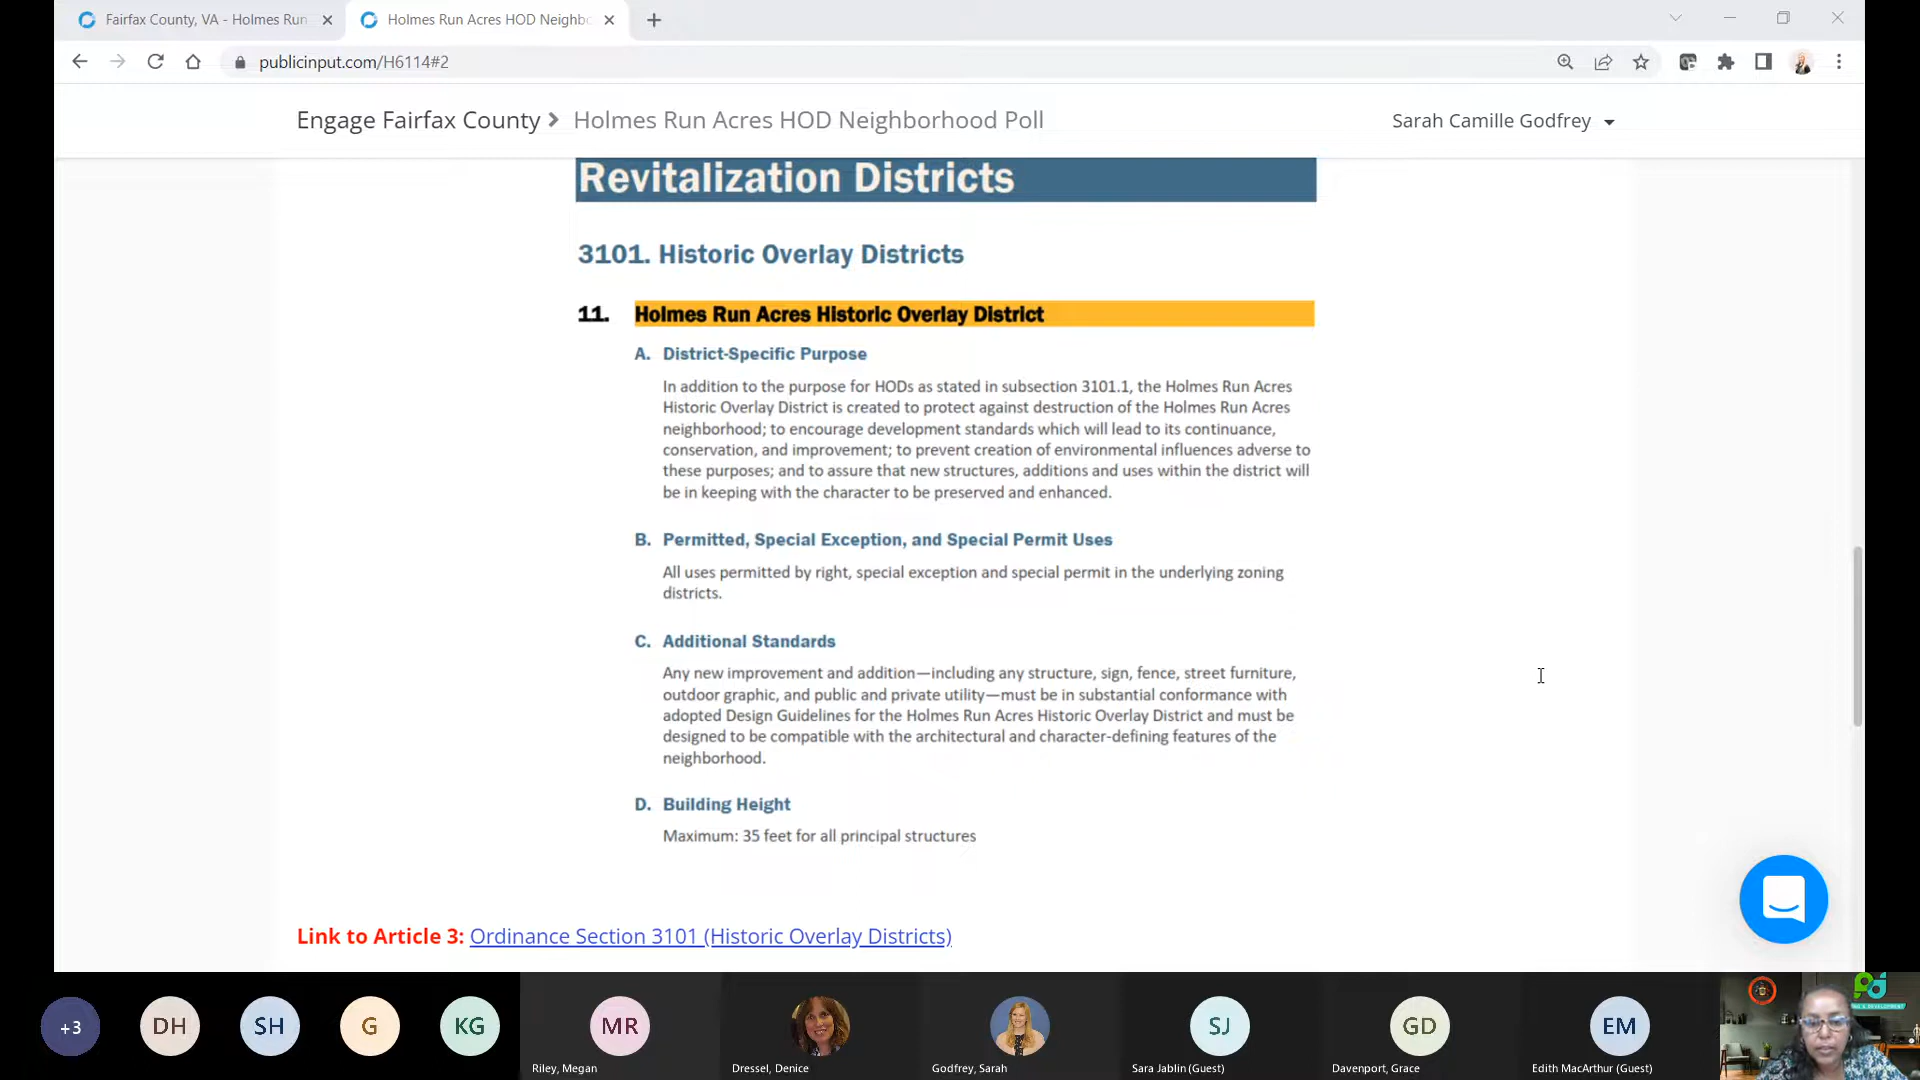 Fairfax County, VA - Holmes Run
Holmes Run Acres HOD Neighbo
publicinput.com/H6114#2
Engage Fairfax County > Holmes Run Acres HOD Neighborhood Poll
Sarah Camille Godfrey
Revitalization Districts
3101. Historic Overlay Districts
11. Holmes Run Acres Historic Overlay District
A. District-Specific Purpose
In addition to the purpose for HODs as stated in subsection 3101.1, the Holmes Run Acres
Historic Overlay District is created to protect against destruction of the Holmes Run Acres
neighborhood; to encourage development standards which will lead to its continuance,
conservation, and improvement; to prevent creation of environmental influences adverse to
these purposes; and to assure that new structures, additions and uses within the district will
be in keeping with the character to be preserved and enhanced.
B. Permitted, Special Exception, and Special Permit Uses
All uses permitted by right, special exception and special permit in the underlying zoning
districts.
C. Additional Standards
Any new improvement and addition—including any structure, sign, fence, street furniture,
outdoor graphic, and public and private utility—must be in substantial conformance with
adopted Design Guidelines for the Holmes Run Acres Historic Overlay District and must be
designed to be compatible with the architectural and character-defining features of the
neighborhood.
D. Building Height
Maximum: 35 feet for all principal structures
Link to Article 3: Ordinance Section 3101 (Historic Overlay Districts)
+3
DH
SH
G
KG
MR
SJ
GD
EM
Riley, Megan
Dressel, Denice
Godfrey, Sarah
Sara Jablin (Guest)
Davenport, Grace
Edith MacArthur (Guest)
pd